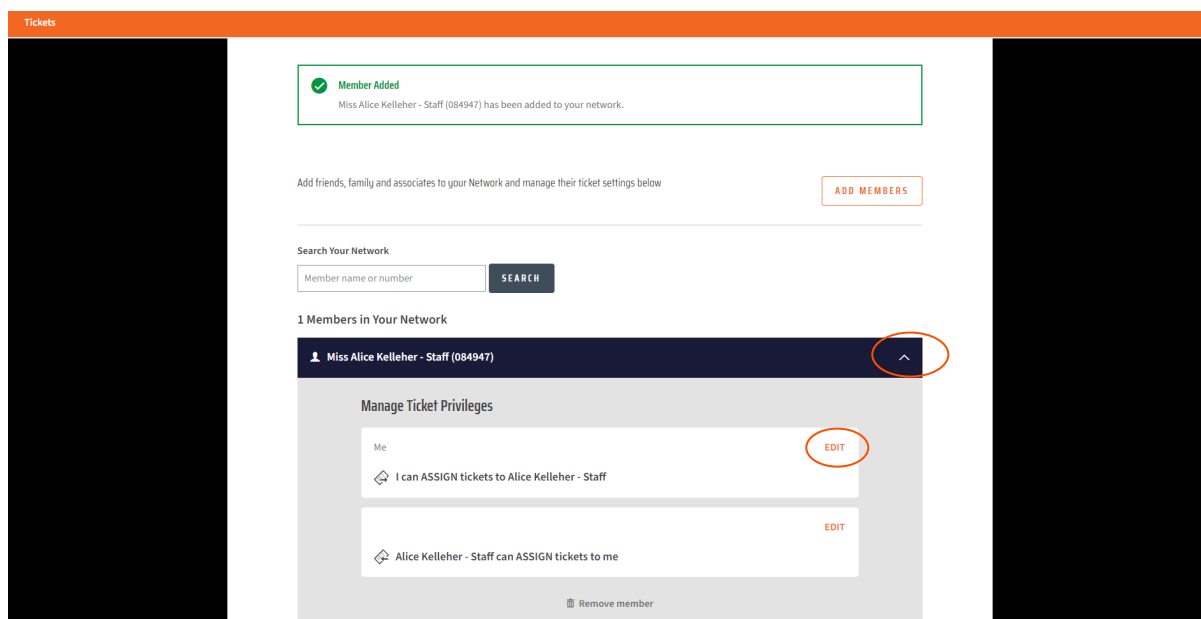 Tickets
Member Added
Miss Alice Kelleher - Staff (084947) has been added to your network.
Add friends, family and associates to your Network and manage their ticket settings below
ADD MEMBERS
Search Your Network
Member name or number
SEARCH
1 Members in Your Network
Miss Alice Kelleher - Staff (084947)
Manage Ticket Privileges
Me
EDIT
I can ASSIGN tickets to Alice Kelleher - Staff
EDIT
Alice Kelleher - Staff can ASSIGN tickets to me
Remove member